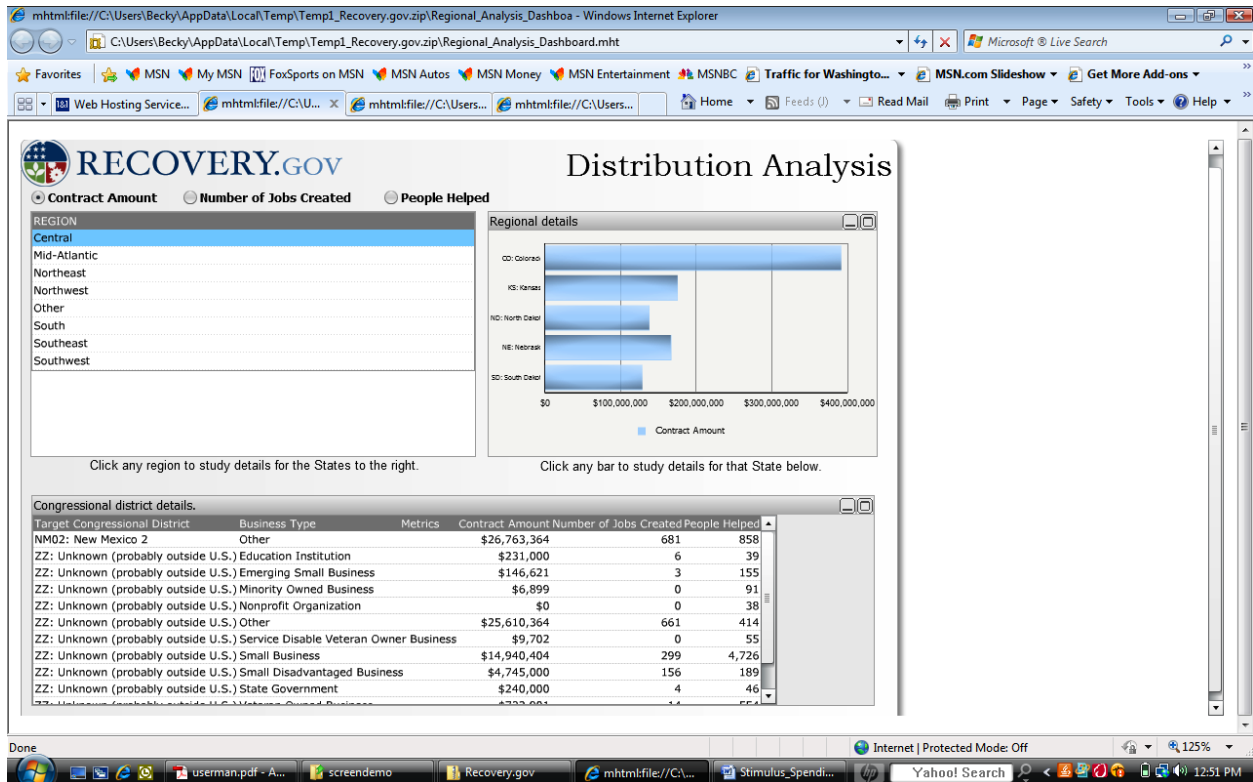 mhtml:file://C:\Users\Becky\AppData\Local\Temp\Temp1_Recovery.gov.zip\Regional_Analysis_Dashboa - Windows Internet Explorer
C:\Users\Becky\AppData\Local\Temp\Temp1_Recovery.gov.zip\Regional_Analysis_Dashboard.mht Microsoft ® Live Search
Favorites MSN My MSN FoxSports on MSN MSN Autos MSN Money MSN Entertainment MSNBC Traffic for Washingto... MSN.com Slideshow Get More Add-ons
Web Hosting Service... mhtml:file://C:\U... X mhtml:file://C:\Users... mhtml:file://C:\Users... Home Feeds (J) Read Mail Print Page Safety Tools Help
RECOVERY.GOV Distribution Analysis
Contract Amount Number of Jobs Created People Helped
REGION
Central
Mid-Atlantic
Northeast
Northwest
Other
South
Southeast
Southwest
Click any region to study details for the States to the right.
Regional details
CO: Colorad
KS: Kansas
ND: North Dakot
NE: Nebrask
SD: South Dakot
$0 $100,000,000 $200,000,000 $300,000,000 $400,000,000
Contract Amount
Click any bar to study details for that State below.
Congressional district details.
Target Congressional District Business Type Metrics Contract Amount Number of Jobs Created People Helped
NM02: New Mexico 2 Other $26,763,364 681 858
ZZ: Unknown (probably outside U.S.) Education Institution $231,000 6 39
ZZ: Unknown (probably outside U.S.) Emerging Small Business $146,621 3 155
ZZ: Unknown (probably outside U.S.) Minority Owned Business $6,899 0 91
ZZ: Unknown (probably outside U.S.) Nonprofit Organization $0 0 38
ZZ: Unknown (probably outside U.S.) Other $25,610,364 661 414
ZZ: Unknown (probably outside U.S.) Service Disable Veteran Owner Business $9,702 0 55
ZZ: Unknown (probably outside U.S.) Small Business $14,940,404 299 4,726
ZZ: Unknown (probably outside U.S.) Small Disadvantaged Business $4,745,000 156 189
ZZ: Unknown (probably outside U.S.) State Government $240,000 4 46
Done Internet | Protected Mode: Off 125%
userman.pdf - A... screendemo Recovery.gov mhtml:file://C:\... Stimulus_Spendi... hp Yahoo! Search 12:51 PM